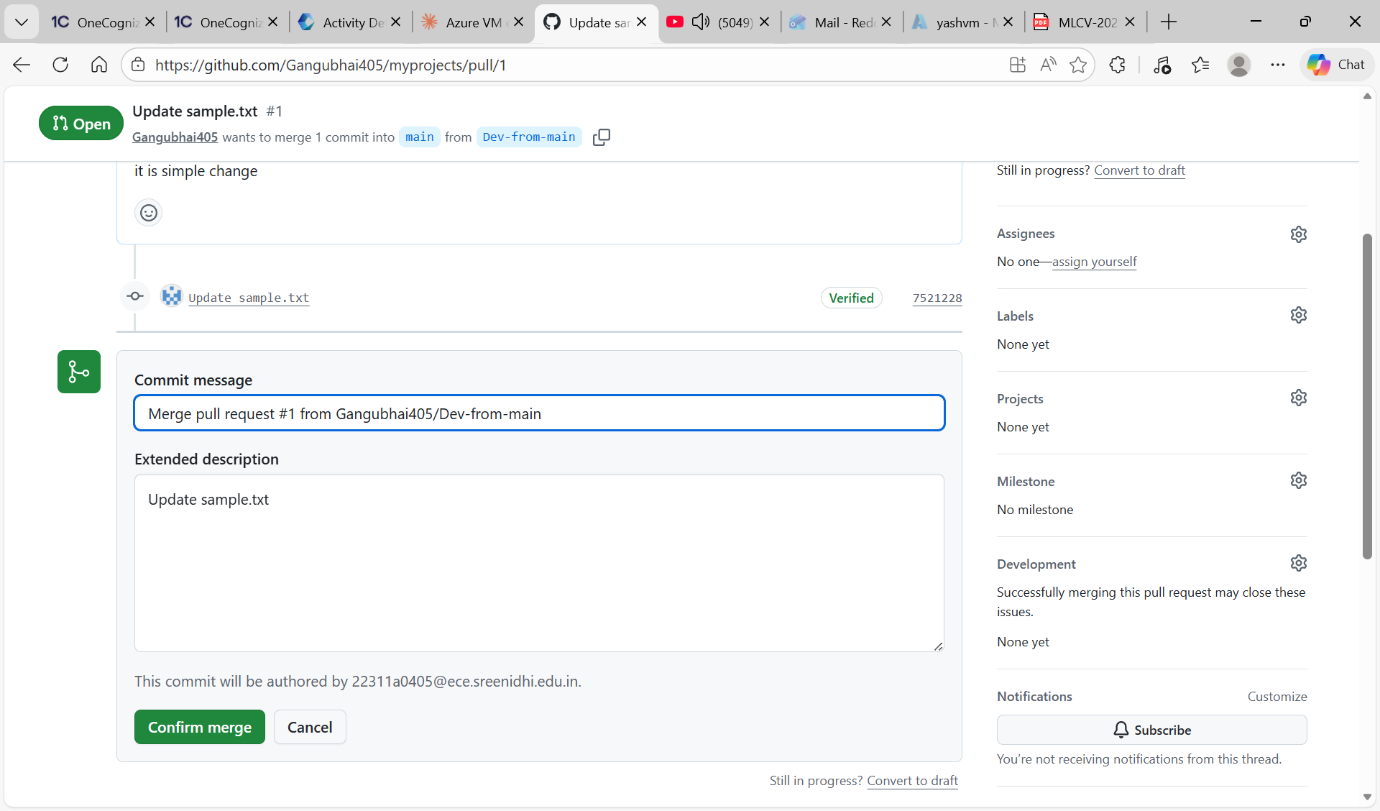 OneCogniz
OneCogniz
Activity De
Azure VM
Update sar
(5049)
Mail - Red
yashvm - M
PDF
MLCV-202
https://github.com/Gangubhai405/myprojects/pull/1
Chat
Open
Update sample.txt #1
Gangubhai405 wants to merge 1 commit into main from Dev-from-main
it is simple change
Still in progress? Convert to draft
Update sample.txt
Verified
7521228
Commit message
Merge pull request #1 from Gangubhai405/Dev-from-main
Extended description
Update sample.txt
This commit will be authored by 22311a0405@ece.sreenidhi.edu.in.
Confirm merge
Cancel
Still in progress? Convert to draft
Assignees
No one—assign yourself
Labels
None yet
Projects
None yet
Milestone
No milestone
Development
Successfully merging this pull request may close these
issues.
None yet
Notifications
Customize
Subscribe
You're not receiving notifications from this thread.